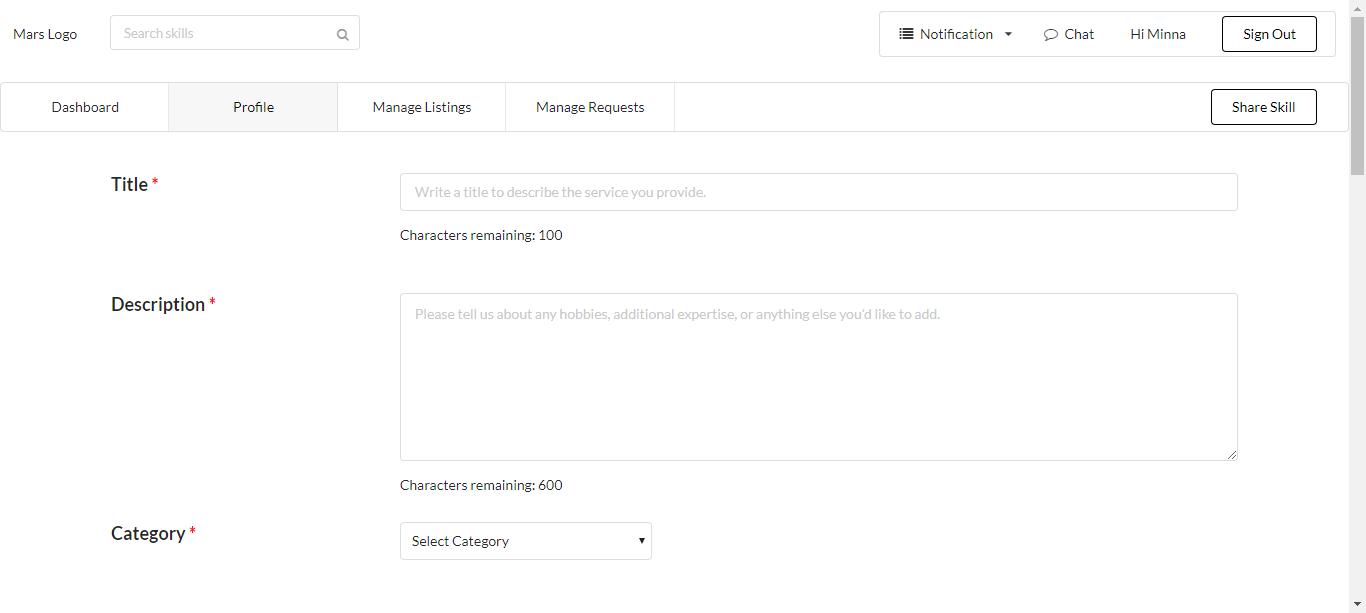 Mars Logo
Search skills
Notification
Chat
Hi Minna
Sign Out
Dashboard
Profile
Manage Listings
Manage Requests
Share Skill
Title *
Write a title to describe the service you provide.
Characters remaining: 100
Description *
Please tell us about any hobbies, additional expertise, or anything else you'd like to add.
Characters remaining: 600
Category *
Select Category